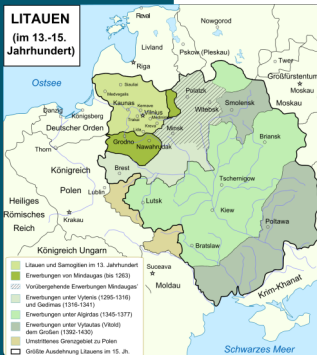 LITAUEN
(im 13.-15.
Jahrhundert)
Reval
Nowgorod
Livland
Pskow (Pleskau)
Riga
Twer
Ostsee
Großfürstentum
Moskau
Moskau
Kaunas
Vilnius
Polatsk
Witebsk
Smolensk
Danzig
Königsberg
Deutscher Orden
Minsk
Thorn
Grodno
Nawahrudak
Briansk
Brest
Königreich
Polen
Lublin
Tschernigow
Heiliges
Römisches
Reich
Krakau
Lutsk
Kiew
Poltawa
Königreich Ungarn
Bratslaw
Suceava
Moldau
Krim-Khanat
Schwarzes Meer
Litauen und Samogitien im 13. Jahrhundert
Erwerbungen von Mindaugas (bis 1263)
Vorübergehende Erwerbungen Mindaugas'
Erwerbungen unter Vytenis (1295-1316)
und Gedimas (1316-1341)
Erwerbungen unter Algirdas (1345-1377)
Erwerbungen unter Vytautas (Vitold)
dem Großen (1392-1430)
Umstrittenes Grenzgebiet zu Polen
Größte Ausdehnung Litauens im 15. Jh.